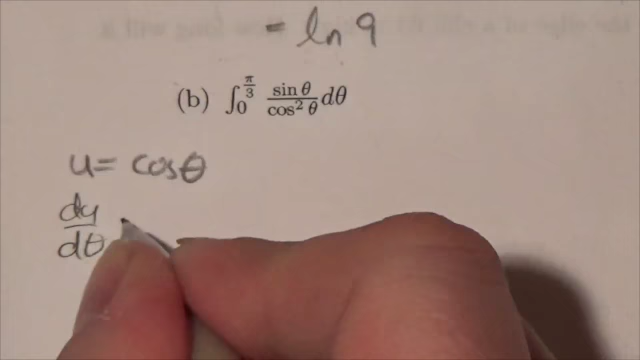 = ln 9
(b) ∫₀^{π/3} sin θ / cos² θ dθ
u = cos θ
du
dθ